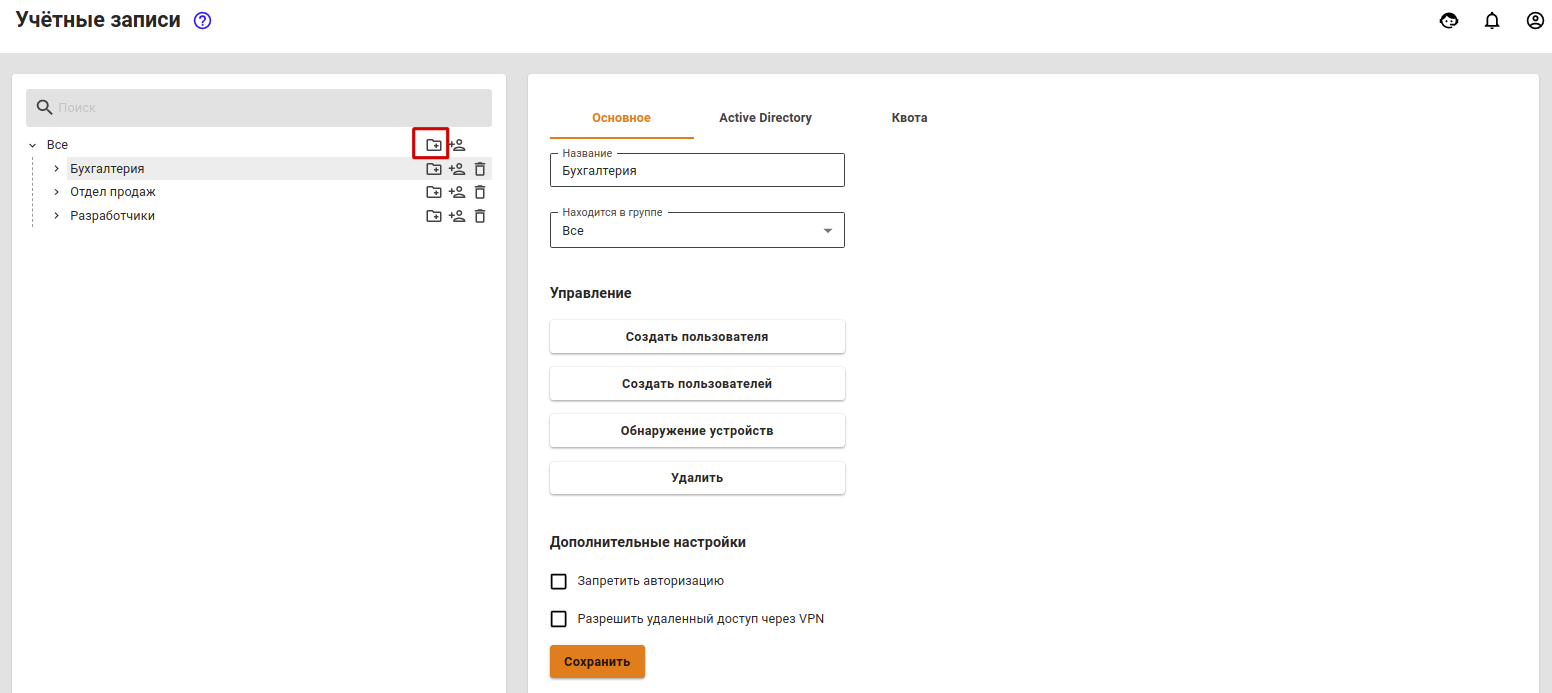 Учётные записи
Поиск
Все
Бухгалтерия
Отдел продаж
Разработчики
Основное Active Directory Квота
Название
Бухгалтерия
Находится в группе
Все
Управление
Создать пользователя
Создать пользователей
Обнаружение устройств
Удалить
Дополнительные настройки
Запретить авторизацию
Разрешить удаленный доступ через VPN
Сохранить